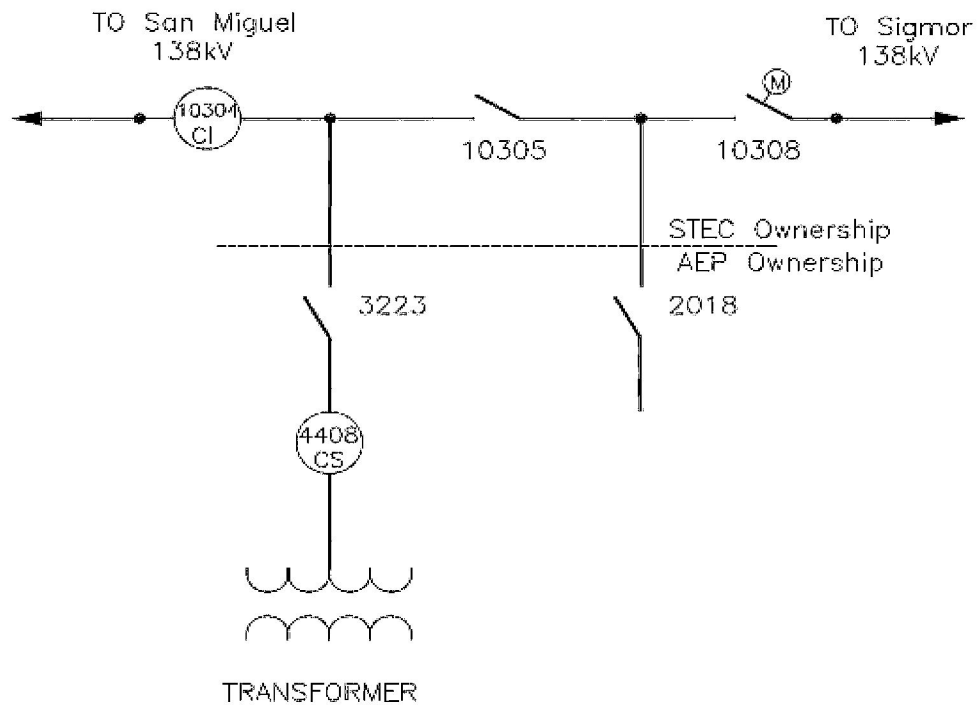 TO San Miguel
138kV
TO Sigmor
138kV
M
10304
CI
10305
10308
STEC Ownership
AEP Ownership
3223
2018
4408
CS
TRANSFORMER